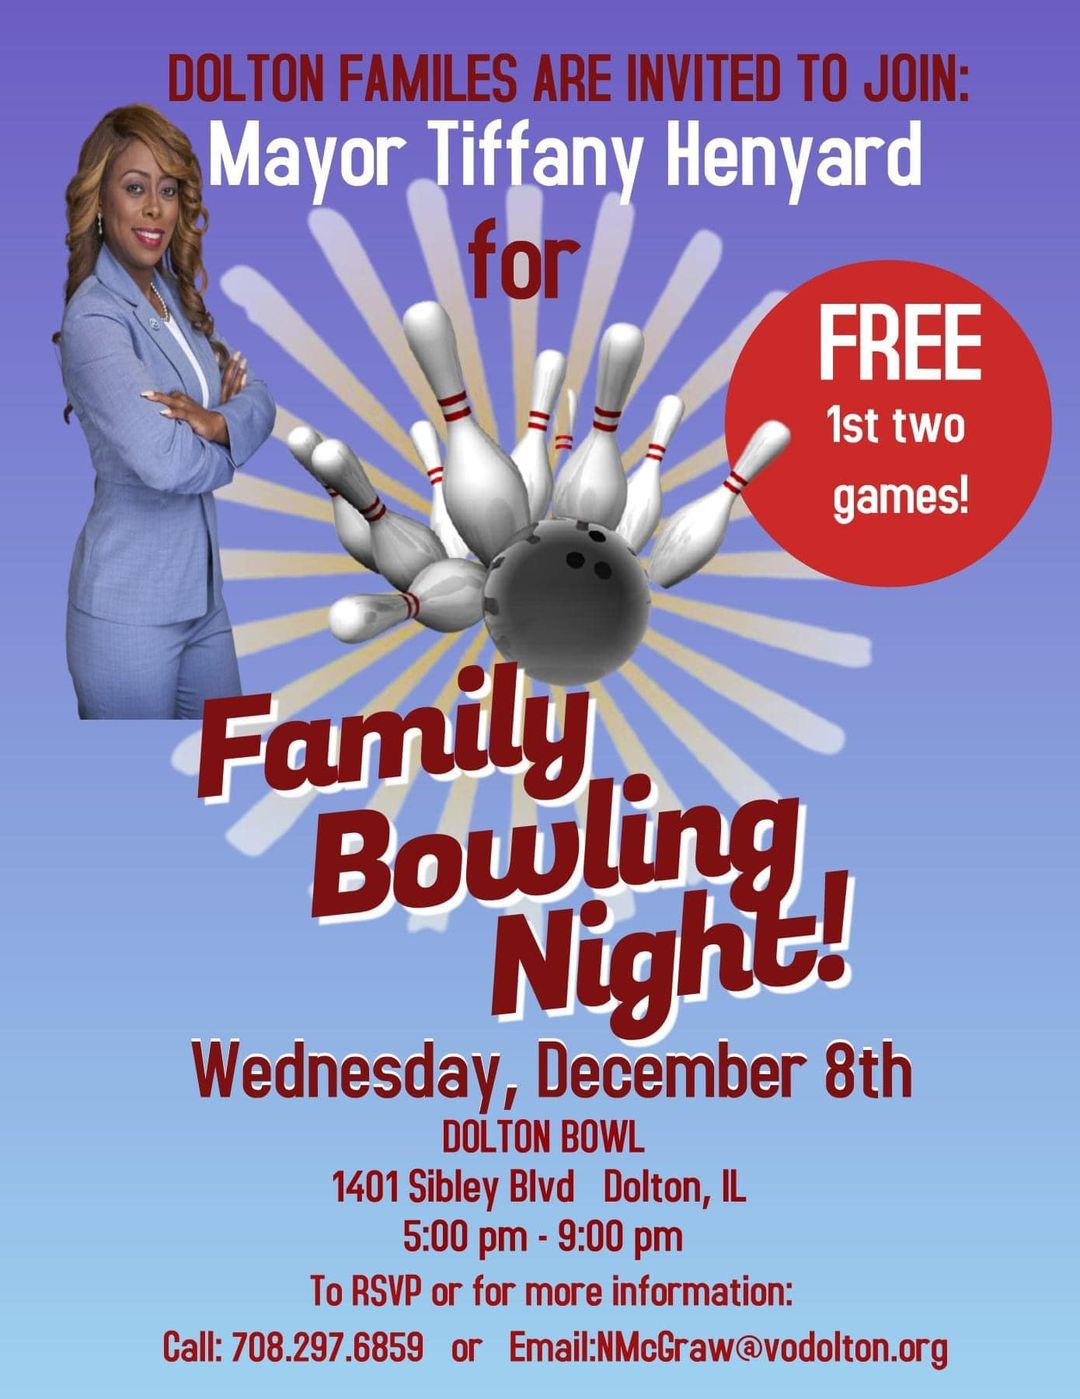 DOLTON FAMILES ARE INVITED TO JOIN:
Mayor Tiffany Henyard
for
FREE
1st two
games!
Family
Bowling
Night!
Wednesday, December 8th
DOLTON BOWL
1401 Sibley Blvd Dolton, IL
5:00 pm - 9:00 pm
To RSVP or for more information:
Call: 708.297.6859 or Email:NMcGraw@vodolton.org